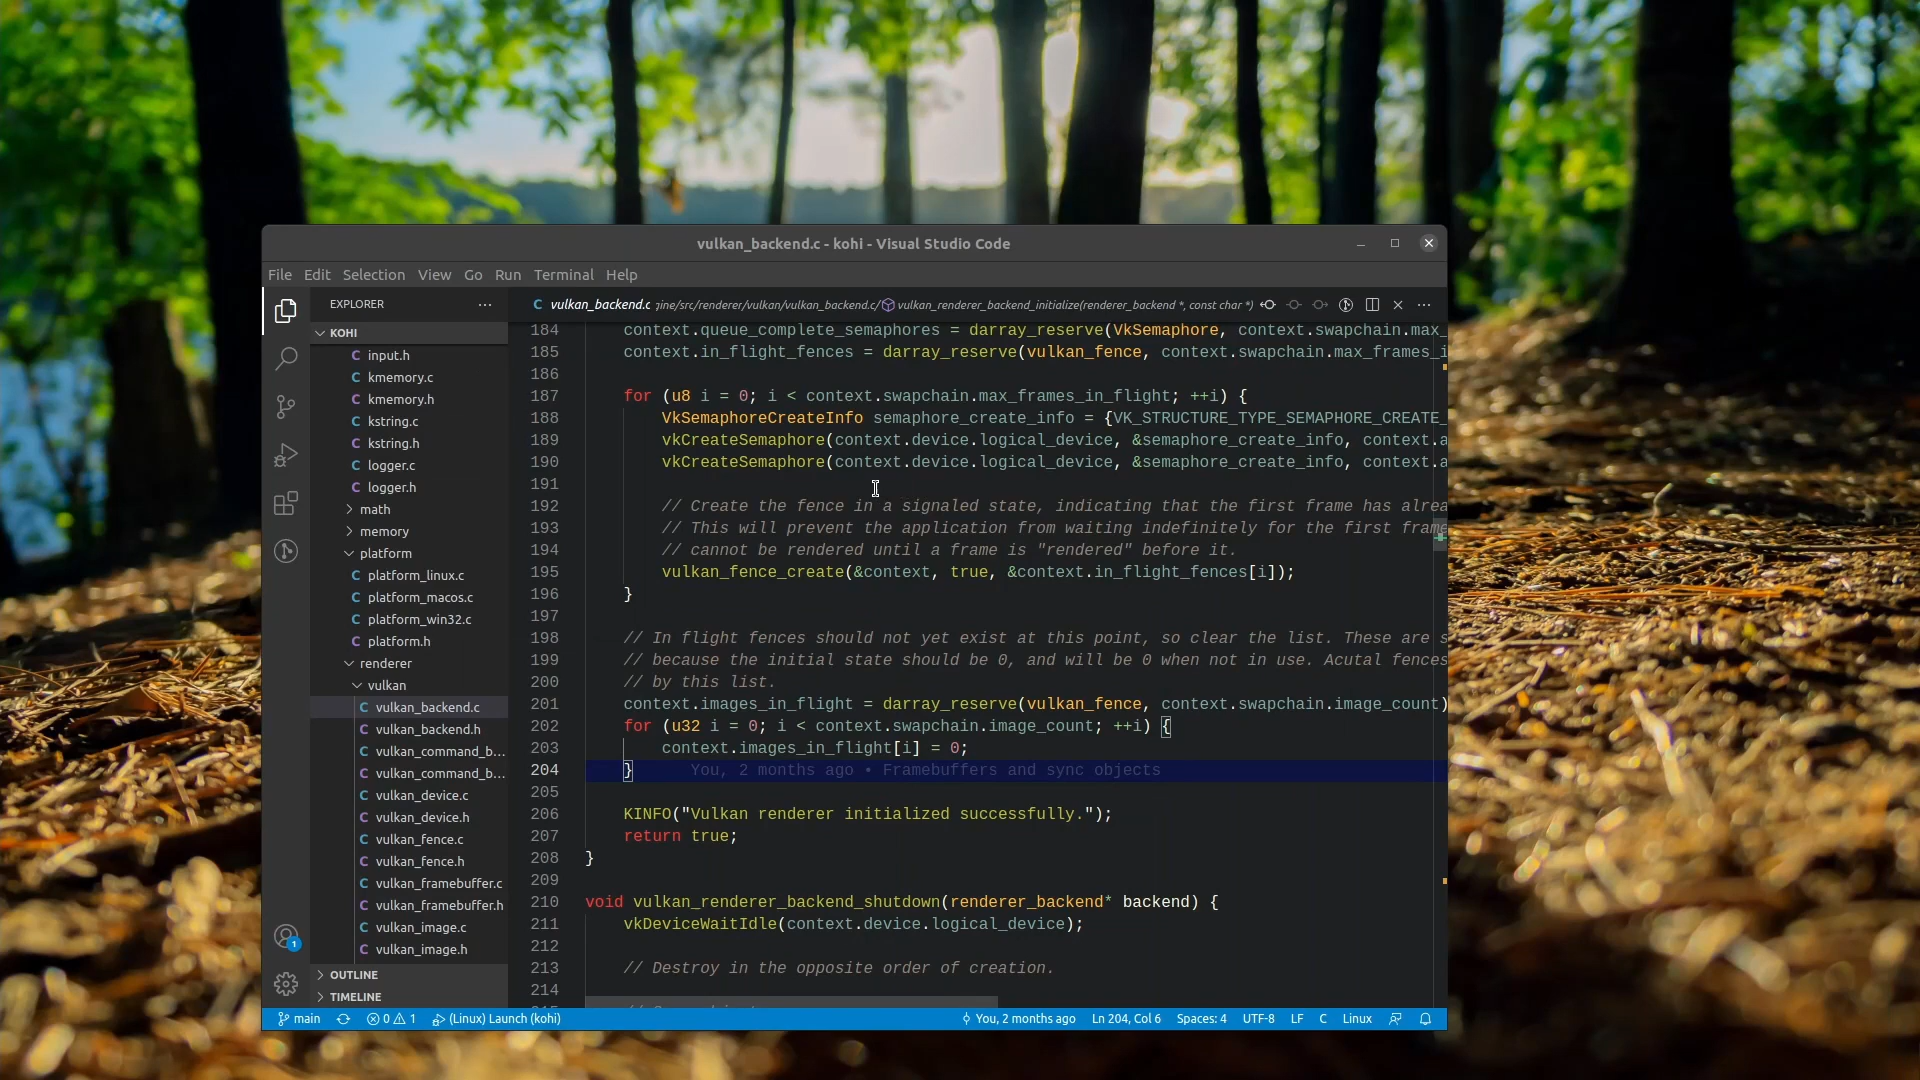 vulkan_backend.c - kohi - Visual Studio Code
File Edit Selection View Go Run Terminal Help
EXPLORER
KOHI
input.h
kmemory.c
kmemory.h
kstring.c
kstring.h
logger.c
logger.h
math
memory
platform
platform_linux.c
platform_macos.c
platform_win32.c
platform.h
renderer
vulkan
vulkan_backend.c
vulkan_backend.h
vulkan_command_b...
vulkan_command_b...
vulkan_device.c
vulkan_device.h
vulkan_fence.c
vulkan_fence.h
vulkan_framebuffer.c
vulkan_framebuffer.h
vulkan_image.c
vulkan_image.h
OUTLINE
TIMELINE
vulkan_backend.c gine/src/renderer/vulkan/vulkan_backend.c/ vulkan_renderer_backend_initialize(renderer_backend *, const char *)
184 context.queue_complete_semaphores = darray_reserve(VkSemaphore, context.swapchain.max_
185 context.in_flight_fences = darray_reserve(vulkan_fence, context.swapchain.max_frames_i
186
187 for (u8 i = 0; i < context.swapchain.max_frames_in_flight; ++i) {
188 VkSemaphoreCreateInfo semaphore_create_info = {VK_STRUCTURE_TYPE_SEMAPHORE_CREATE_
189 vkCreateSemaphore(context.device.logical_device, &semaphore_create_info, context.a
190 vkCreateSemaphore(context.device.logical_device, &semaphore_create_info, context.a
191
192 // Create the fence in a signaled state, indicating that the first frame has alrea
193 // This will prevent the application from waiting indefinitely for the first frame
194 // cannot be rendered until a frame is "rendered" before it.
195 vulkan_fence_create(&context, true, &context.in_flight_fences[i]);
196 }
197
198 // In flight fences should not yet exist at this point, so clear the list. These are s
199 // because the initial state should be 0, and will be 0 when not in use. Acutal fences
200 // by this list.
201 context.images_in_flight = darray_reserve(vulkan_fence, context.swapchain.image_count)
202 for (u32 i = 0; i < context.swapchain.image_count; ++i) {
203 context.images_in_flight[i] = 0;
204 } You, 2 months ago • Framebuffers and sync objects
205
206 KINFO("Vulkan renderer initialized successfully.");
207 return true;
208 }
209
210 void vulkan_renderer_backend_shutdown(renderer_backend* backend) {
211 vkDeviceWaitIdle(context.device.logical_device);
212
213 // Destroy in the opposite order of creation.
214
1
main 0 1 (Linux) Launch (kohi) You, 2 months ago Ln 204, Col 6 Spaces: 4 UTF-8 LF C Linux